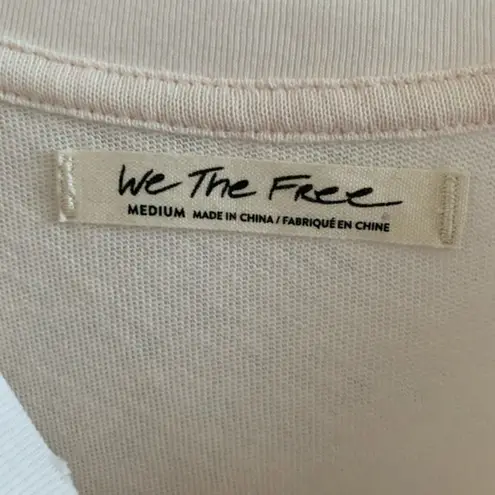 We The Free
MEDIUM MADE IN CHINA / FABRIQUÉ EN CHINE